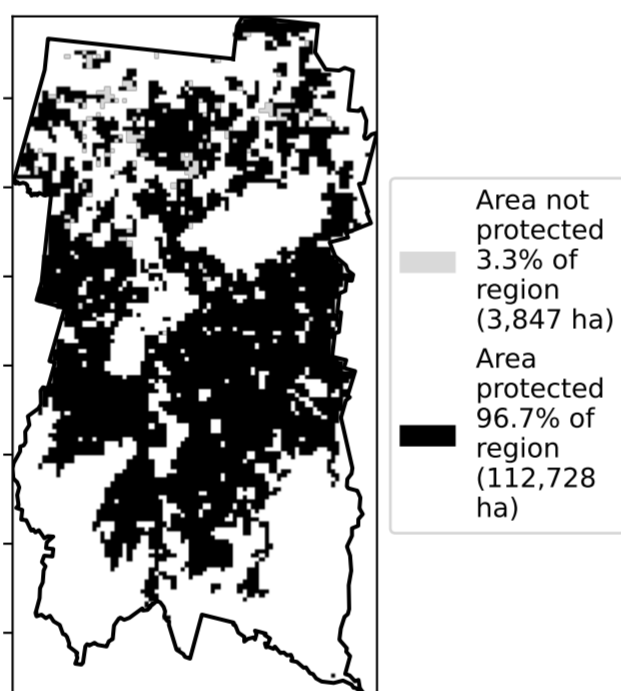 Area not
protected
3.3% of
region
(3,847 ha)
Area
protected
96.7% of
region
(112,728
ha)